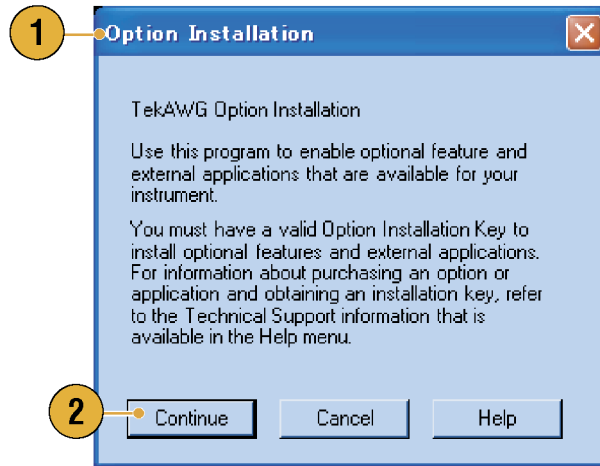 1
Option Installation
TekAWG Option Installation
Use this program to enable optional feature and
external applications that are available for your
instrument.
You must have a valid Option Installation Key to
install optional features and external applications.
For information about purchasing an option or
application and obtaining an installation key, refer
to the Technical Support information that is
available in the Help menu.
2
Continue Cancel Help